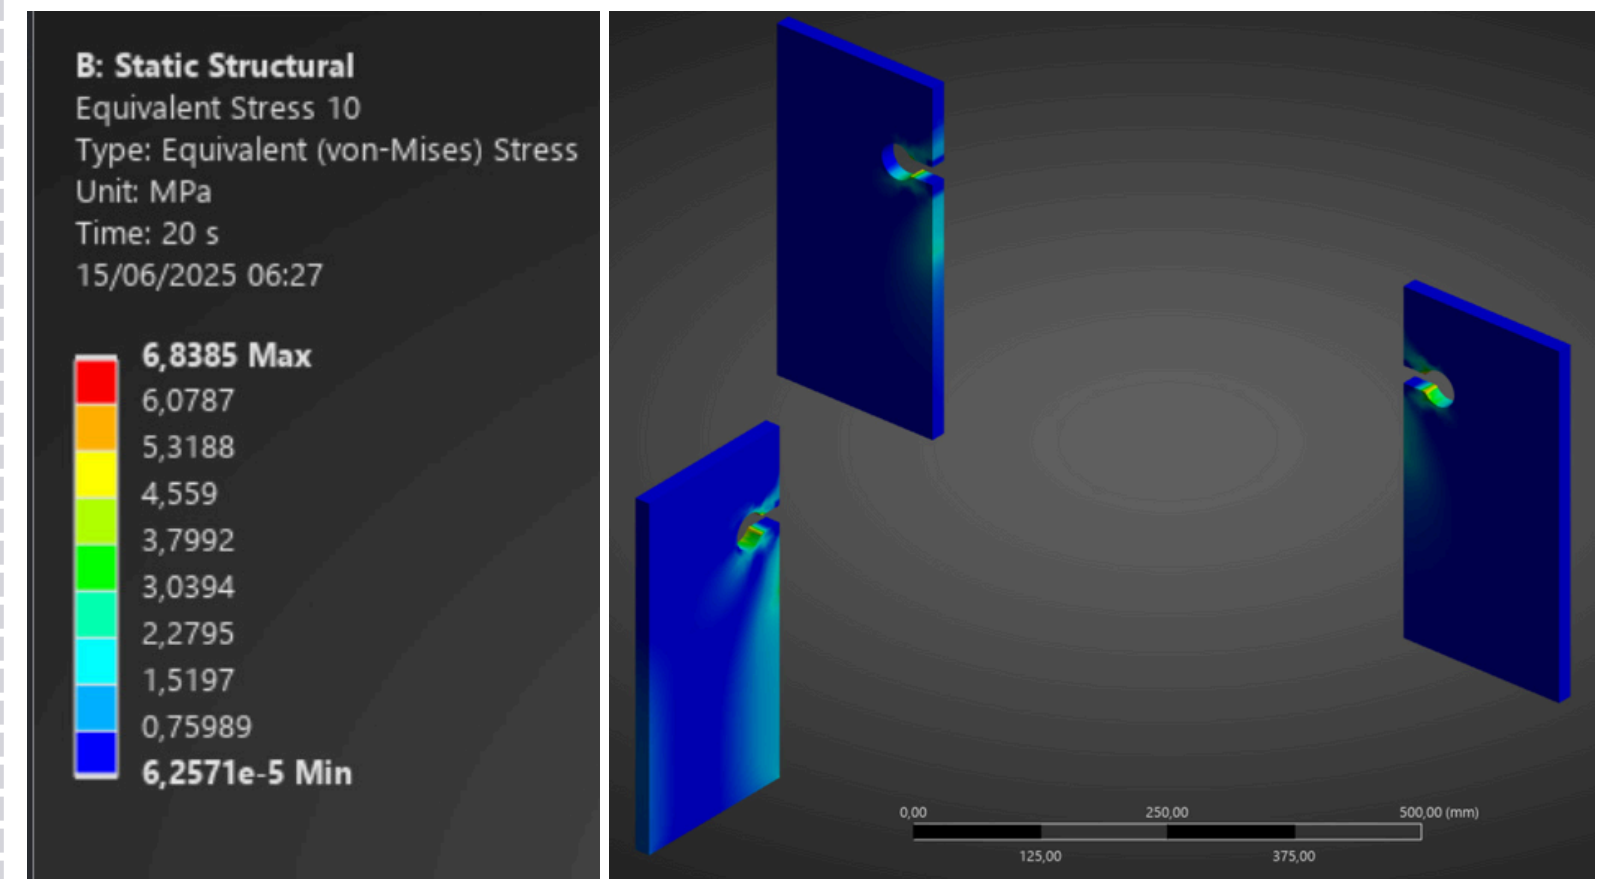 B: Static Structural
Equivalent Stress 10
Type: Equivalent (von-Mises) Stress
Unit: MPa
Time: 20 s
15/06/2025 06:27
6,8385 Max
6,0787
5,3188
4,559
3,7992
3,0394
2,2795
1,5197
0,75989
6,2571e-5 Min
0,00
250,00
500,00 (mm)
125,00
375,00